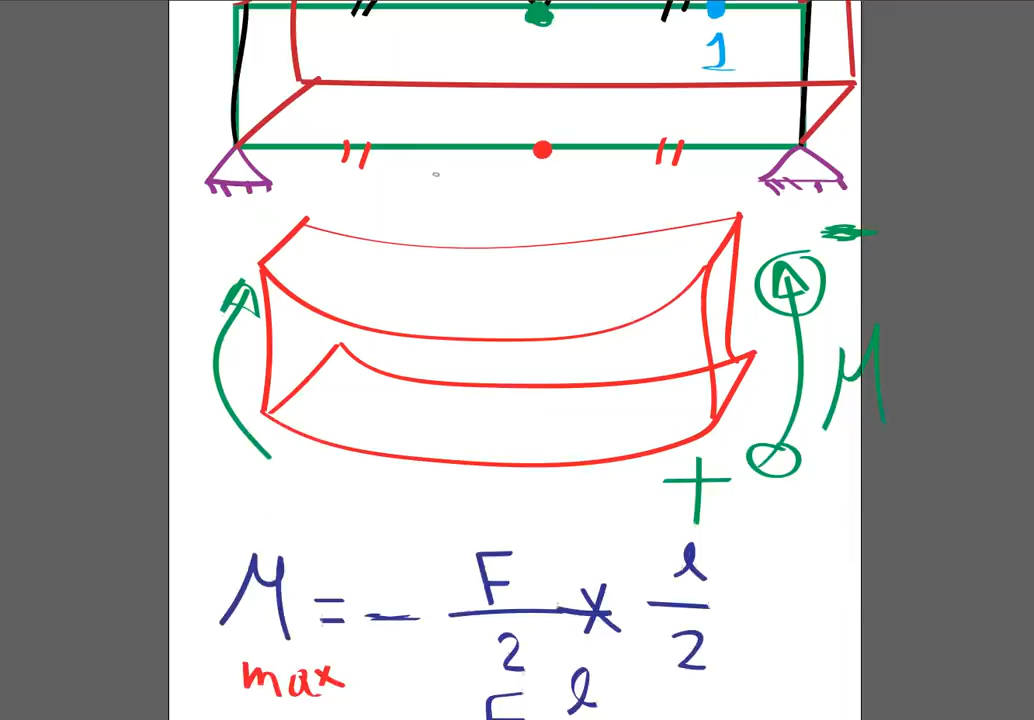 1
-
M
+
M = - F/2 × l/2
max
F l